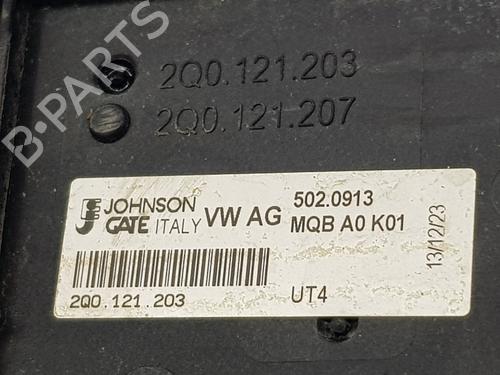 B-PARTS
2Q0.121.203
2Q0.121.207
JOHNSON
GATE ITALY
VW AG
502.0913
MQB A0 K01
13/12/23
2Q0.121.203
UT4